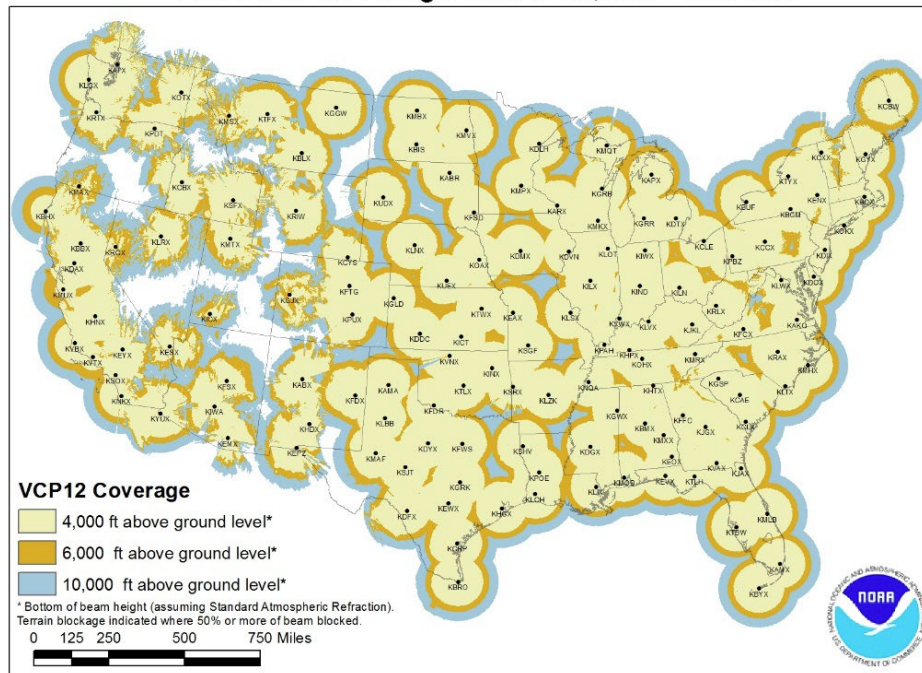 VCP12 Coverage
4,000 ft above ground level*
6,000 ft above ground level*
10,000 ft above ground level*
* Bottom of beam height (assuming Standard Atmospheric Refraction).
Terrain blockage indicated where 50% or more of beam blocked.
0 125 250 500 750 Miles
NOAA
KRTX
KOTX
KPDT
KMSX
KTFX
KGGW
KBLX
KMBX
KBIS
KMVX
KABR
KDLH
KMPX
KMQT
KAPX
KGRB
KCBW
KCXX
KGYX
KTYX
KBUF
KBGM
KENX
KBOX
KOKX
KMAX
KBHX
KCBX
KSFX
KRIW
KUDX
KFSD
KARX
KMKX
KGRR
KDTX
KCLE
KPBZ
KCCX
KDIX
KDOX
KLWX
KBBX
KDAX
KMUX
KRGX
KLRX
KMTX
KCYS
KLNX
KOAX
KDMX
KDVN
KLOT
KIWX
KILX
KIND
KILN
KRLX
KHNX
KICX
KGJX
KFTG
KPUX
KGLD
KUEX
KTWX
KEAX
KLSX
KVWX
KLVX
KJKL
KFCX
KAKQ
KVBX
KVTX
KEYX
KESX
KSOX
KNKX
KYUX
KFSX
KIWA
KEMX
KABX
KHDX
KEPZ
KDDC
KICT
KVNX
KINX
KSGF
KPAH
KHPX
KOHX
KMRX
KRAX
KMHX
KLTX
KFDX
KAMA
KLBB
KFDR
KTLX
KSRX
KLZK
KNQA
KHTX
KGSP
KCAE
KMAF
KSJT
KDYX
KFWS
KSHV
KDGX
KGWX
KBMX
KFFC
KMXX
KJGX
KDFX
KEWX
KGRK
KPOE
KLCH
KHGX
KEVX
KEOX
KTLH
KVAX
KJAX
KCRP
KBRO
KTBW
KMLB
KAMX
KBYX